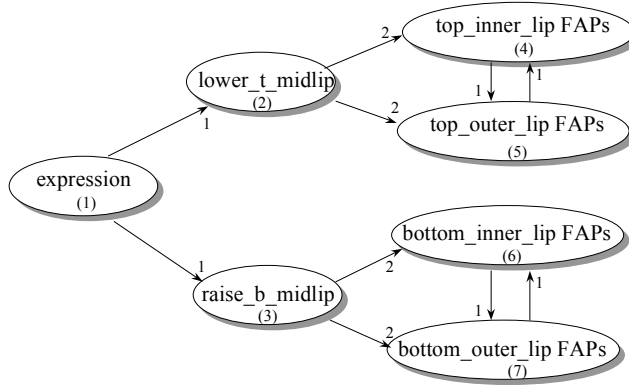 top_inner_lip FAPs
(4)
2
lower_t_midlip
(2)
1
1
2
top_outer_lip FAPs
(5)
1
expression
(1)
1
bottom_inner_lip FAPs
(6)
2
raise_b_midlip
(3)
1
1
2
bottom_outer_lip FAPs
(7)